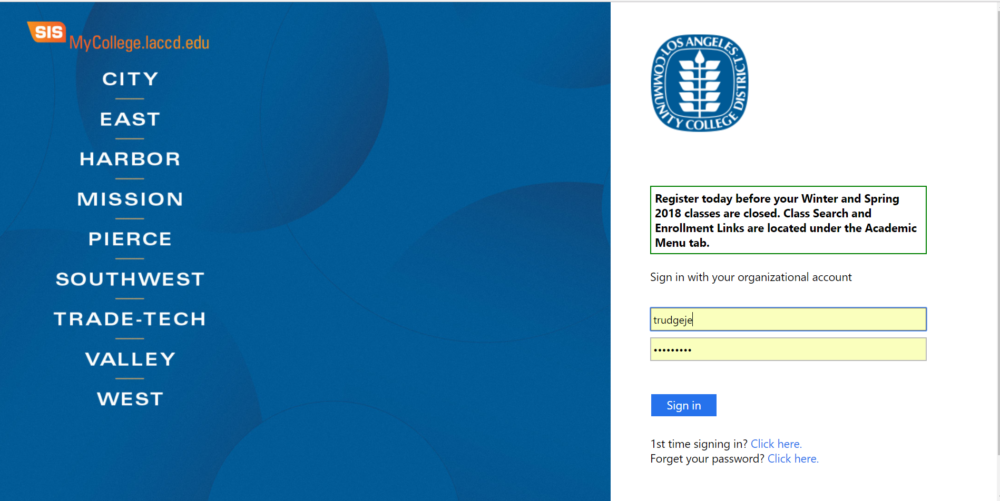 SIS
MyCollege.laccd.edu
CITY
EAST
HARBOR
MISSION
PIERCE
SOUTHWEST
TRADE-TECH
VALLEY
WEST
LOS ANGELES
COMMUNITY COLLEGE DISTRICT
Register today before your Winter and Spring
2018 classes are closed. Class Search and
Enrollment Links are located under the Academic
Menu tab.
Sign in with your organizational account
trudgeje
•••••••••
Sign in
1st time signing in? Click here.
Forget your password? Click here.